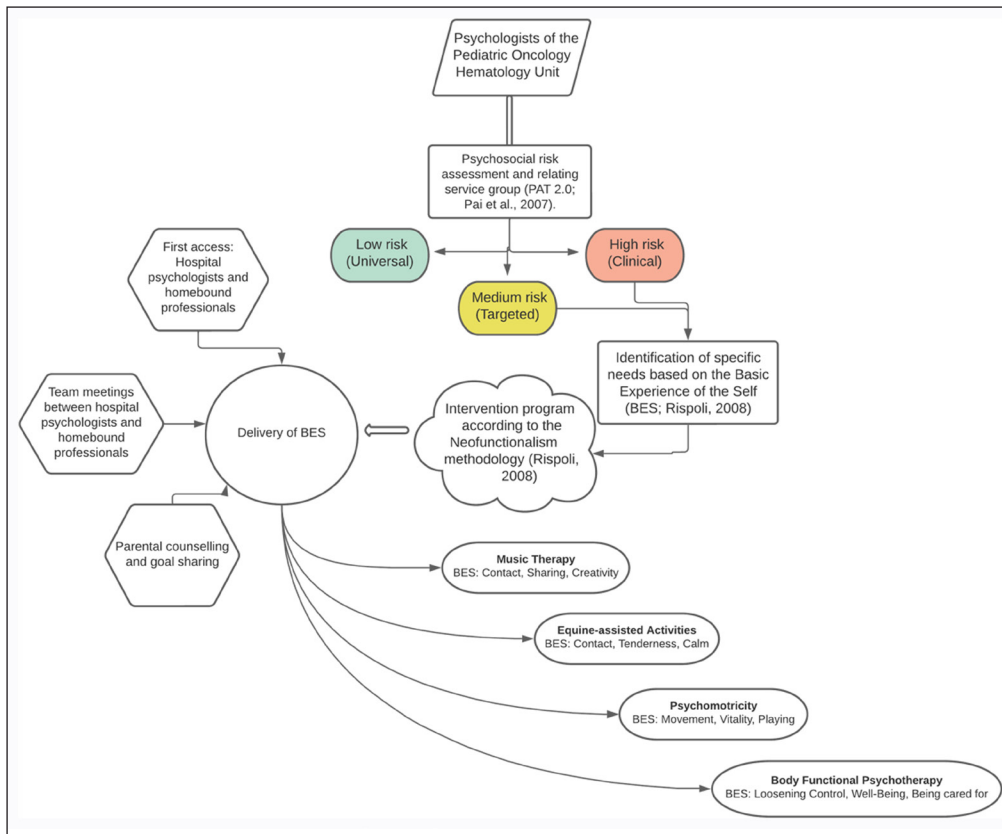 Psychologists of the
Pediatric Oncology
Hematology Unit
Psychosocial risk
assessment and relating
service group (PAT 2.0;
Pai et al., 2007).
Low risk
(Universal)
High risk
(Clinical)
Medium risk
(Targeted)
First access:
Hospital
psychologists and
homebound
professionals
Identification of specific
needs based on the Basic
Experience of the Self
(BES; Rispoli, 2008)
Team meetings
between hospital
psychologists and
homebound
professionals
Delivery of BES
Intervention program
according to the
Neofunctionalism
methodology (Rispoli,
2008)
Parental counselling
and goal sharing
Music Therapy
BES: Contact, Sharing, Creativity
Equine-assisted Activities
BES: Contact, Tenderness, Calm
Psychomotricity
BES: Movement, Vitality, Playing
Body Functional Psychotherapy
BES: Loosening Control, Well-Being, Being cared for